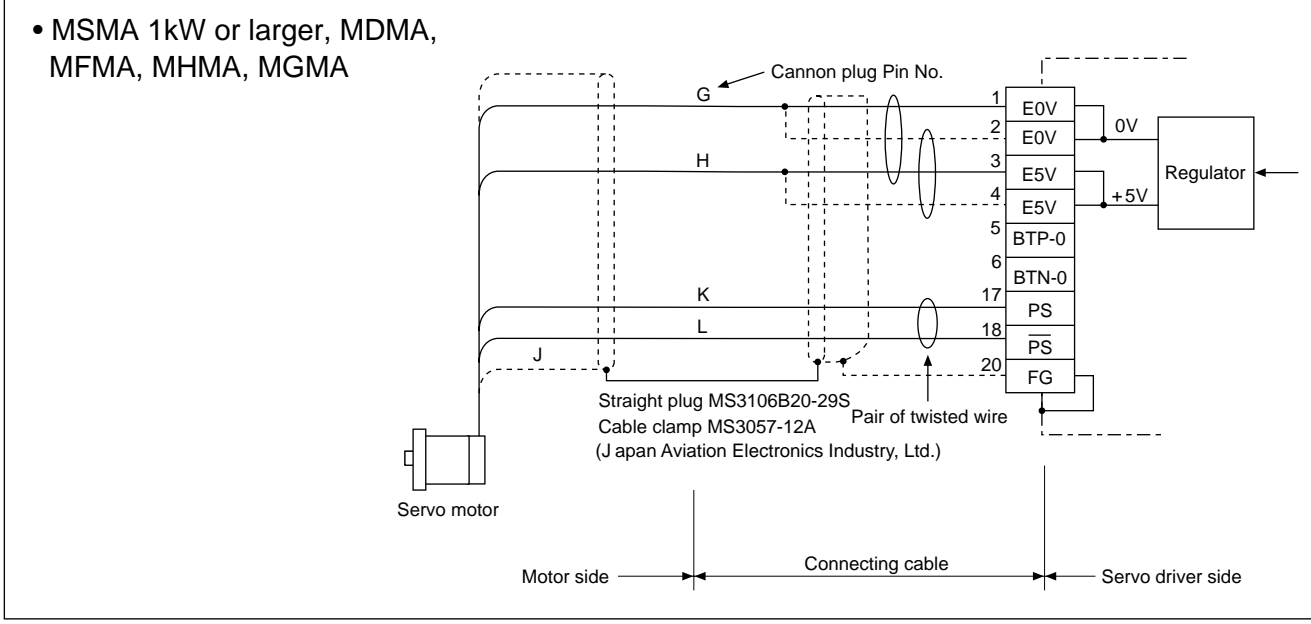 • MSMA 1kW or larger, MDMA,
MFMA, MHMA, MGMA
Cannon plug Pin No.
G
1
E0V
2
E0V
0V
H
3
E5V
Regulator
4
E5V
+5V
5
BTP-0
6
BTN-0
K
17
PS
L
18
P̅S̅
J
20
FG
Straight plug MS3106B20-29S
Cable clamp MS3057-12A
(Japan Aviation Electronics Industry, Ltd.)
Pair of twisted wire
Servo motor
Motor side
Connecting cable
Servo driver side